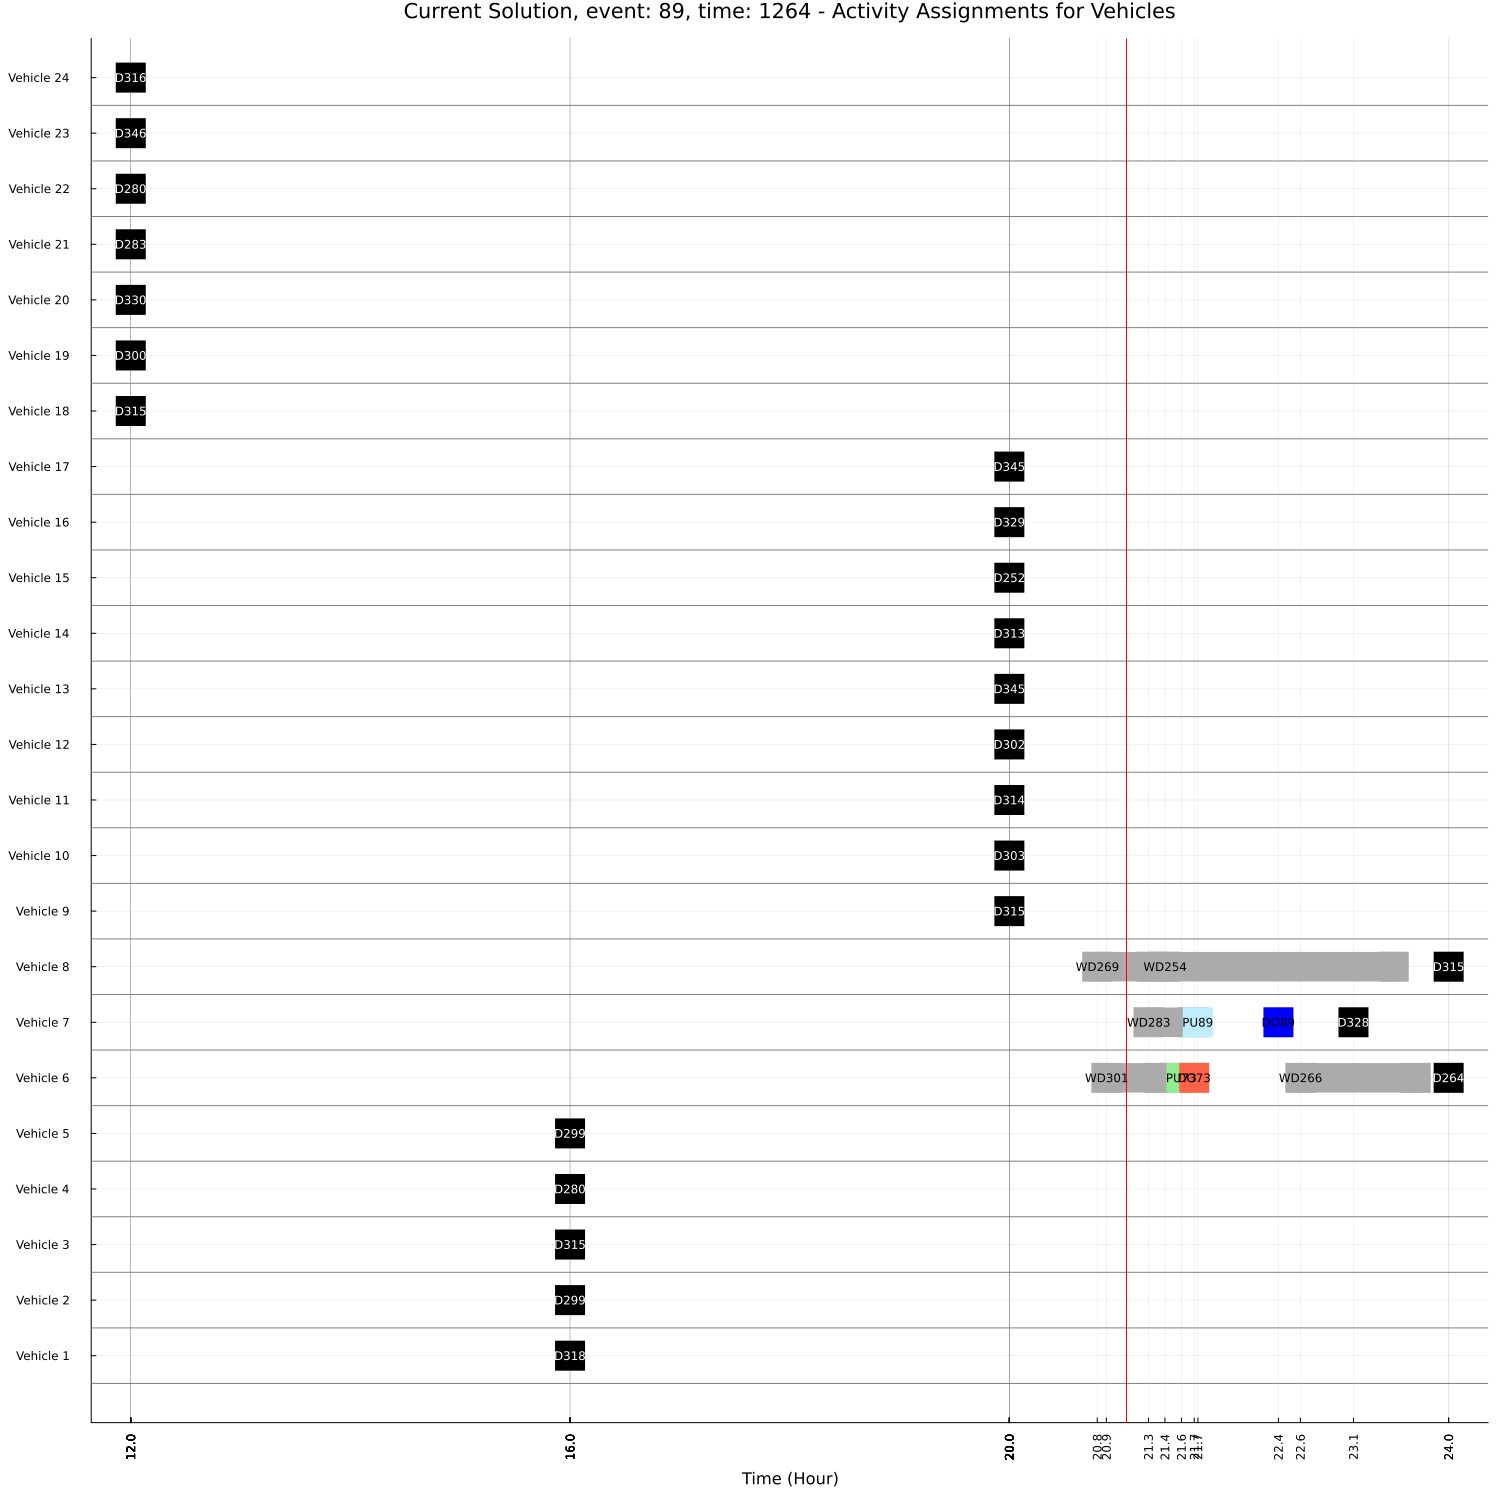 Current Solution, event: 89, time: 1264 - Activity Assignments for Vehicles
Vehicle 24 D316
Vehicle 23 D346
Vehicle 22 D280
Vehicle 21 D283
Vehicle 20 D330
Vehicle 19 D300
Vehicle 18 D315
Vehicle 17 D345
Vehicle 16 D329
Vehicle 15 D252
Vehicle 14 D313
Vehicle 13 D345
Vehicle 12 D302
Vehicle 11 D314
Vehicle 10 D303
Vehicle 9 D315
Vehicle 8 WD269 WD254 D315
Vehicle 7 WD283 PU89 DO89 D328
Vehicle 6 WD301 PU73 DO73 WD266 D264
Vehicle 5 D299
Vehicle 4 D280
Vehicle 3 D315
Vehicle 2 D299
Vehicle 1 D318
12.0 16.0 20.0 20.8 20.9 21.3 21.4 21.6 21.7 22.4 22.6 23.1 24.0
Time (Hour)